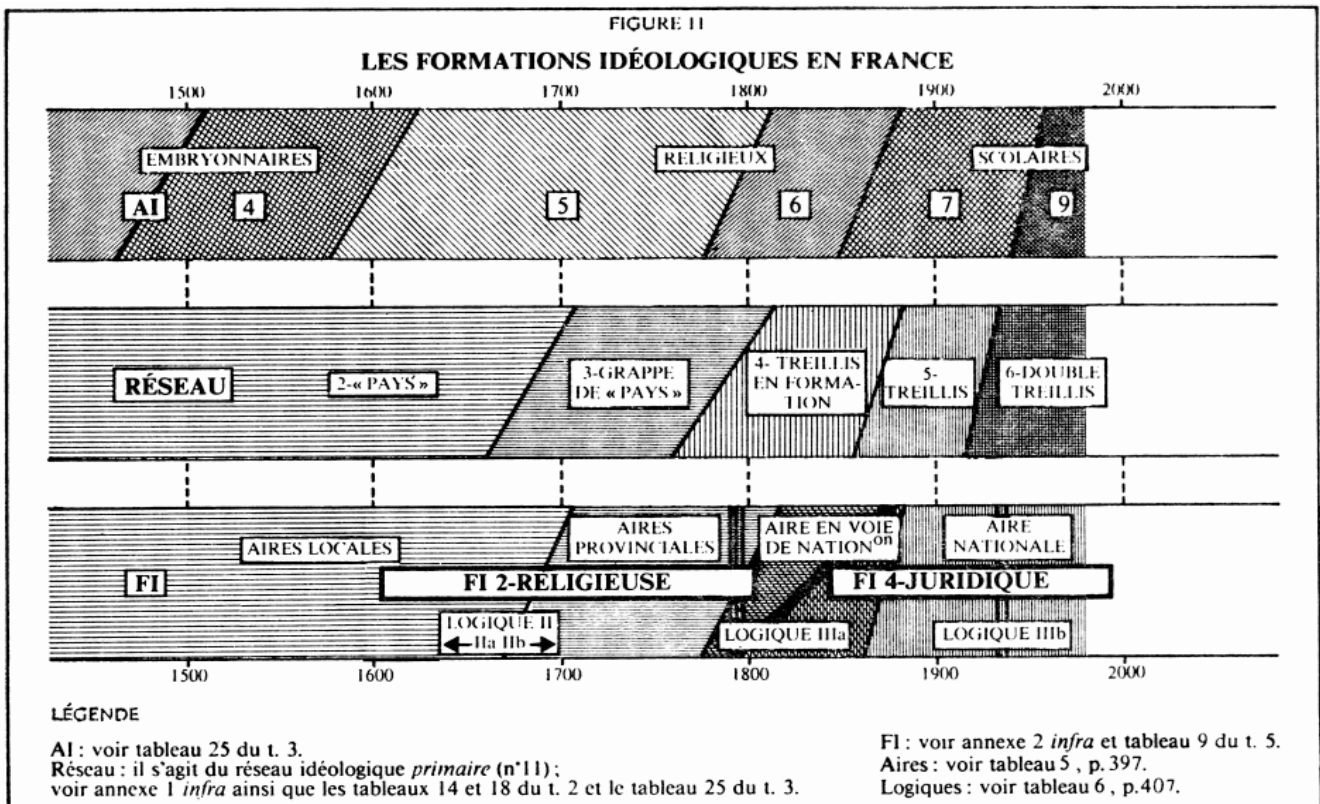 FIGURE 11
LES FORMATIONS IDÉOLOGIQUES EN FRANCE
1500 1600 1700 1800 1900 2000
EMBRYONNAIRES RELIGIEUX SCOLAIRES
AI 4 5 6 7 9
RÉSEAU
2-« PAYS »
3-GRAPPE
DE « PAYS »
4- TREILLIS
EN FORMA-
TION
5-
TREILLIS
6-DOUBLE
TREILLIS
AIRES LOCALES
AIRES
PROVINCIALES
AIRE EN VOIE
DE NATIONon
AIRE
NATIONALE
FI
FI 2-RELIGIEUSE
FI 4-JURIDIQUE
LOGIQUE II
IIa IIb
LOGIQUE IIIa
LOGIQUE IIIb
1500 1600 1700 1800 1900 2000
LÉGENDE
AI : voir tableau 25 du t. 3.
Réseau : il s'agit du réseau idéologique primaire (n°11) ;
voir annexe 1 infra ainsi que les tableaux 14 et 18 du t. 2 et le tableau 25 du t. 3.
FI : voir annexe 2 infra et tableau 9 du t. 5.
Aires : voir tableau 5 , p.397.
Logiques : voir tableau 6 , p.407.